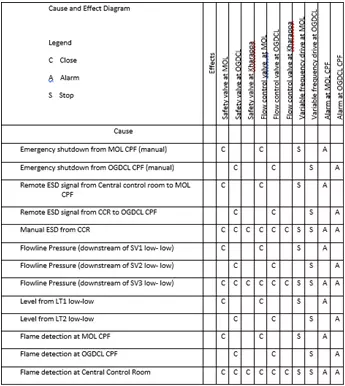 Cause and Effect Diagram
Legend
C Close
A Alarm
S Stop
Effects
Safety valve at MOL
Safety valve at OGDCL
Safety valve at Kharappa
Flow control valve at MOL
Flow control valve at OGDCL
Flow control valve at Kharappa
Variable frequency drive at MOL
Variable frequency drive at OGDCL
Alarm at MOL CPF
Alarm at OGDCL CPF
Cause
Emergency shutdown from MOL CPF (manual) C C S A
Emergency shutdown from OGDCL CPF (manual) C C S A
Remote ESD signal from Central control room to MOL C C S A
CPF
Remote ESD signal from CCR to OGDCL CPF C C S A
Manual ESD from CCR C C C C C C S S A A
Flowline Pressure (downstream of SV1 low- low) C C S A
Flowline Pressure (downstream of SV2 low- low) C C S A
Flowline Pressure (downstream of SV3 low- low) C C C C C C S S A A
Level from LT1 low-low C C S A
Level from LT2 low-low C C S A
Flame detection at MOL CPF C C S A
Flame detection at OGDCL CPF C C S A
Flame detection at Central Control Room C C C C C C S S A A